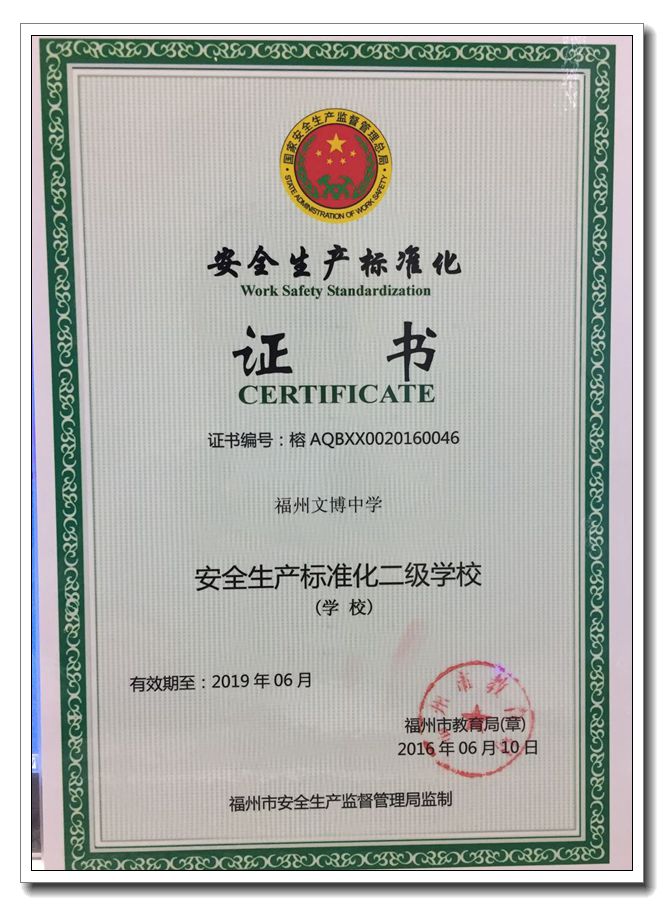 国家安全生产监督管理总局
STATE ADMINISTRATION OF WORK SAFETY
安全生产标准化
Work Safety Standardization
证 书
CERTIFICATE
证书编号：榕 AQBXX0020160046
福州文博中学
安全生产标准化二级学校
（学 校）
有效期至：2019 年 06 月
福州市教育局(章)
2016 年 06 月 10 日
福州市安全生产监督管理局监制